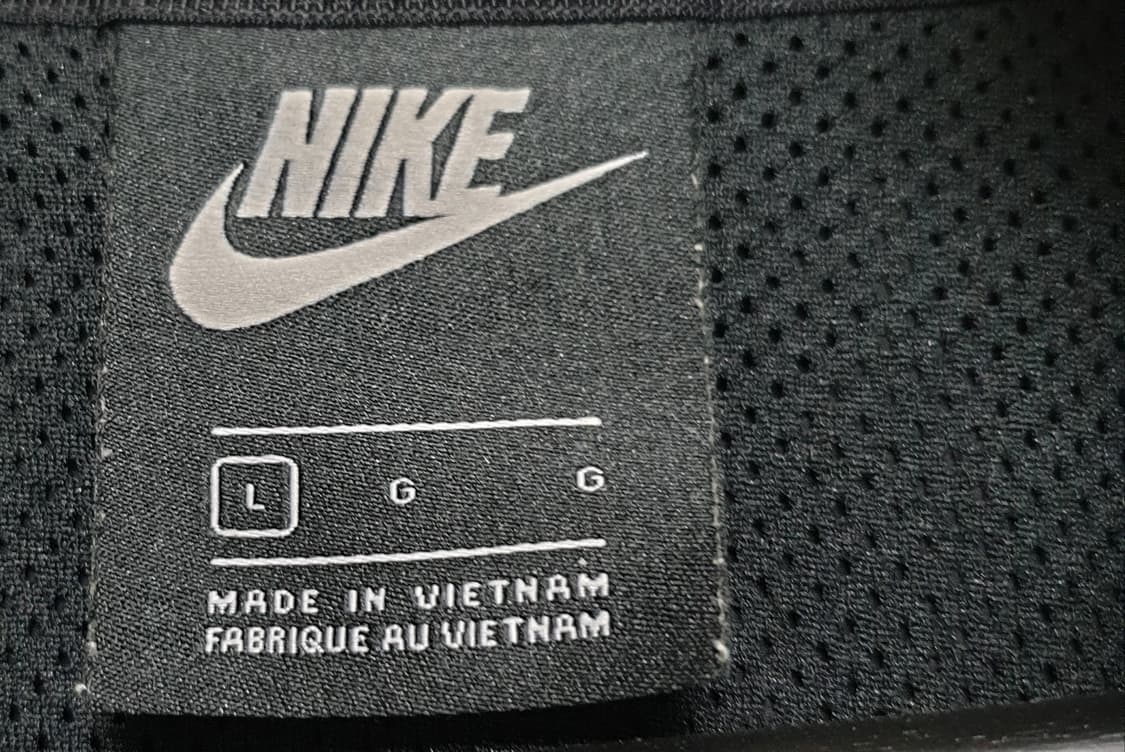 NIKE
L G G
MADE IN VIETNAM
FABRIQUE AU VIETNAM